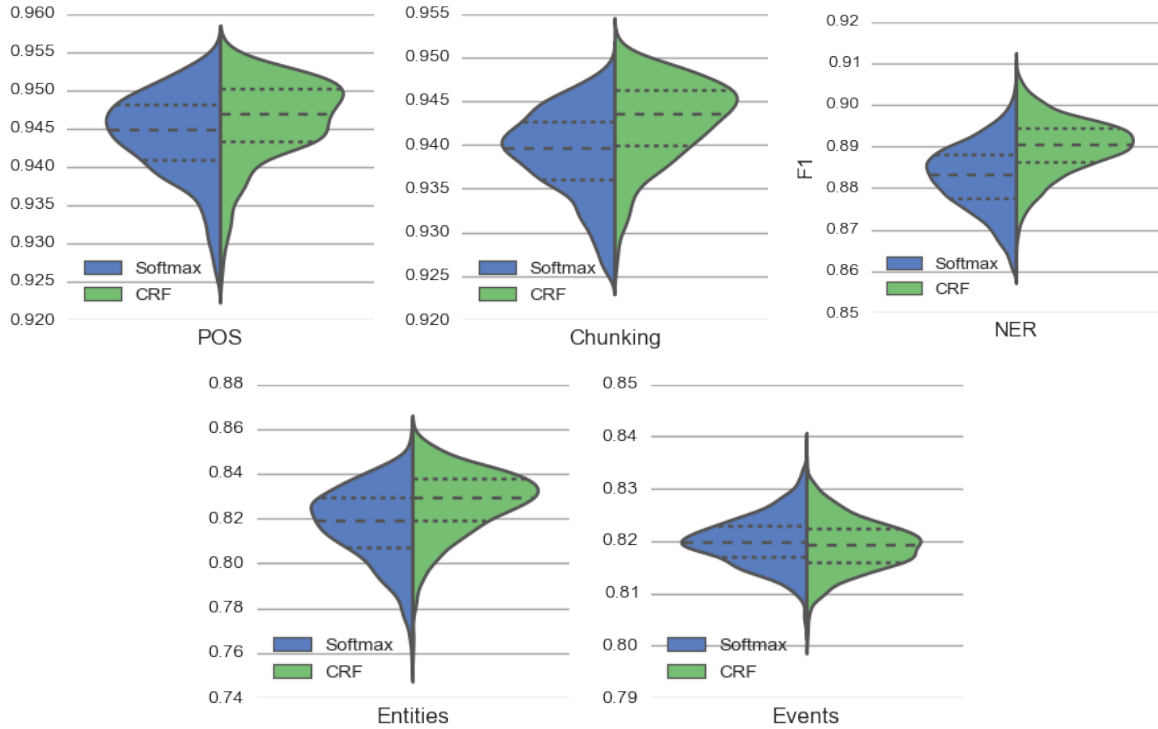 0.960
0.955
0.950
0.945
0.940
0.935
0.930
0.925
0.920
Softmax
CRF
POS
0.955
0.950
0.945
0.940
0.935
0.930
0.925
0.920
Softmax
CRF
Chunking
0.92
0.91
0.90
0.89
0.88
0.87
0.86
0.85
F1
Softmax
CRF
NER
0.88
0.86
0.84
0.82
0.80
0.78
0.76
0.74
Softmax
CRF
Entities
0.85
0.84
0.83
0.82
0.81
0.80
0.79
Softmax
CRF
Events